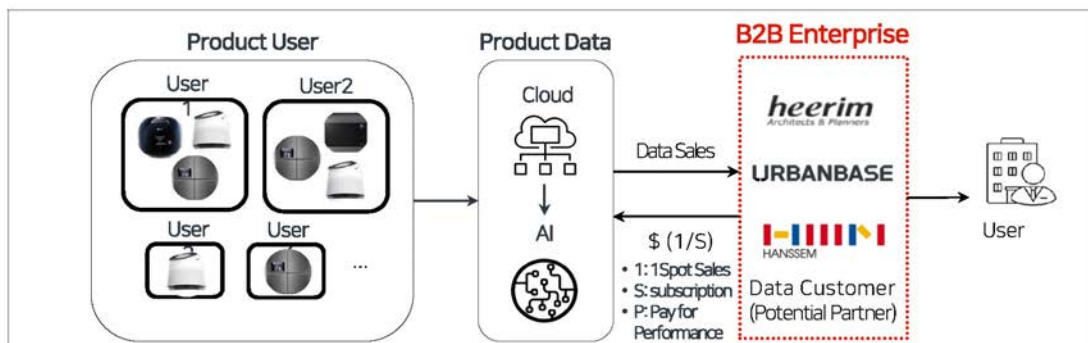 Product User
User
1
User2
User
User
...
Product Data
Cloud
AI
Data Sales
$ (1/S)
• 1: 1Spot Sales
• S: subscription
• P: Pay for
Performance
B2B Enterprise
heerim
Architects & Planners
URBANBASE
HANSSEM
Data Customer
(Potential Partner)
User